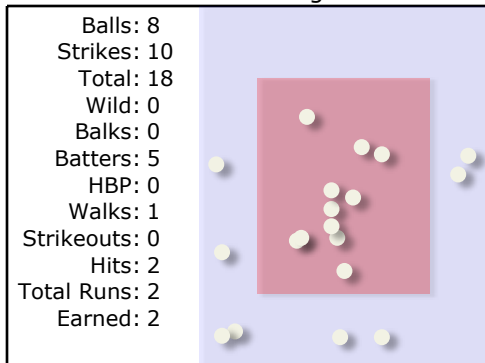 Balls: 8
Strikes: 10
Total: 18
Wild: 0
Balks: 0
Batters: 5
HBP: 0
Walks: 1
Strikeouts: 0
Hits: 2
Total Runs: 2
Earned: 2